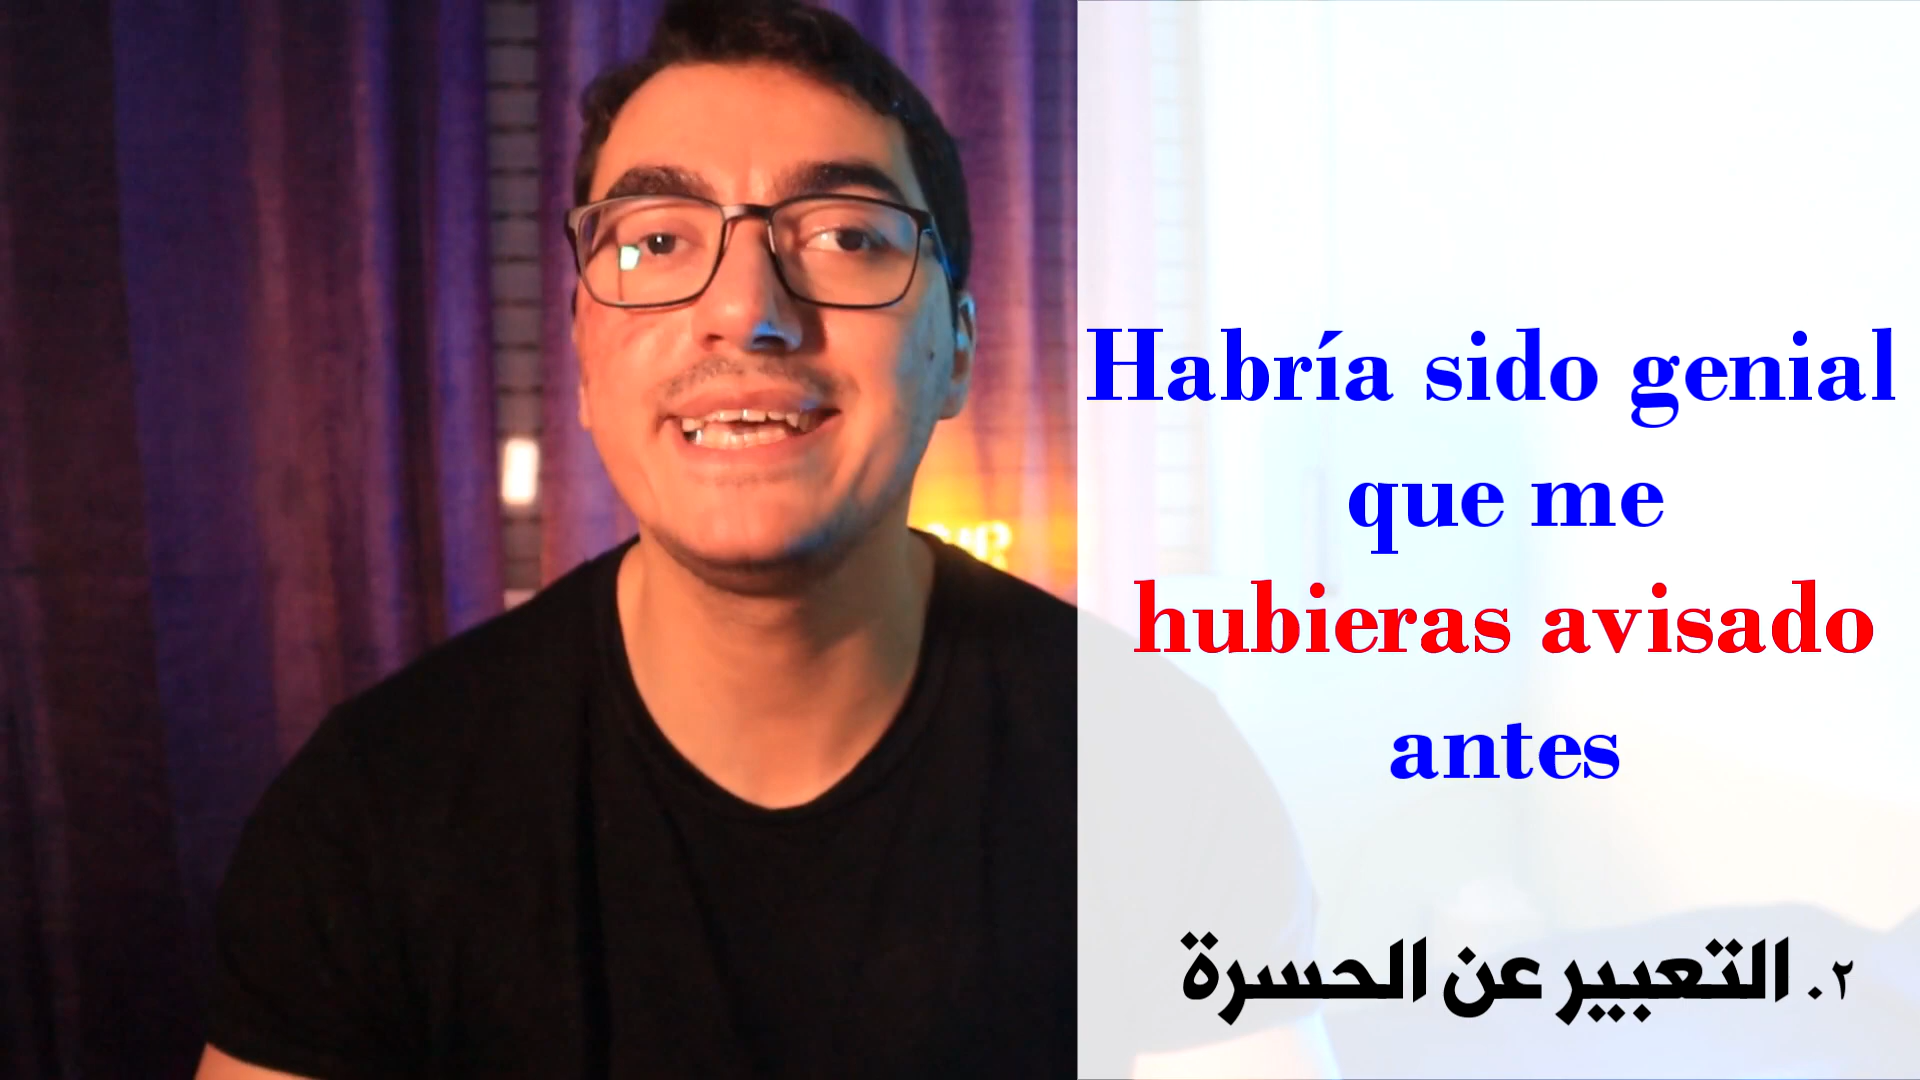 Habría sido genial
que me
hubieras avisado
antes
٢. التعبير عن الحسرة